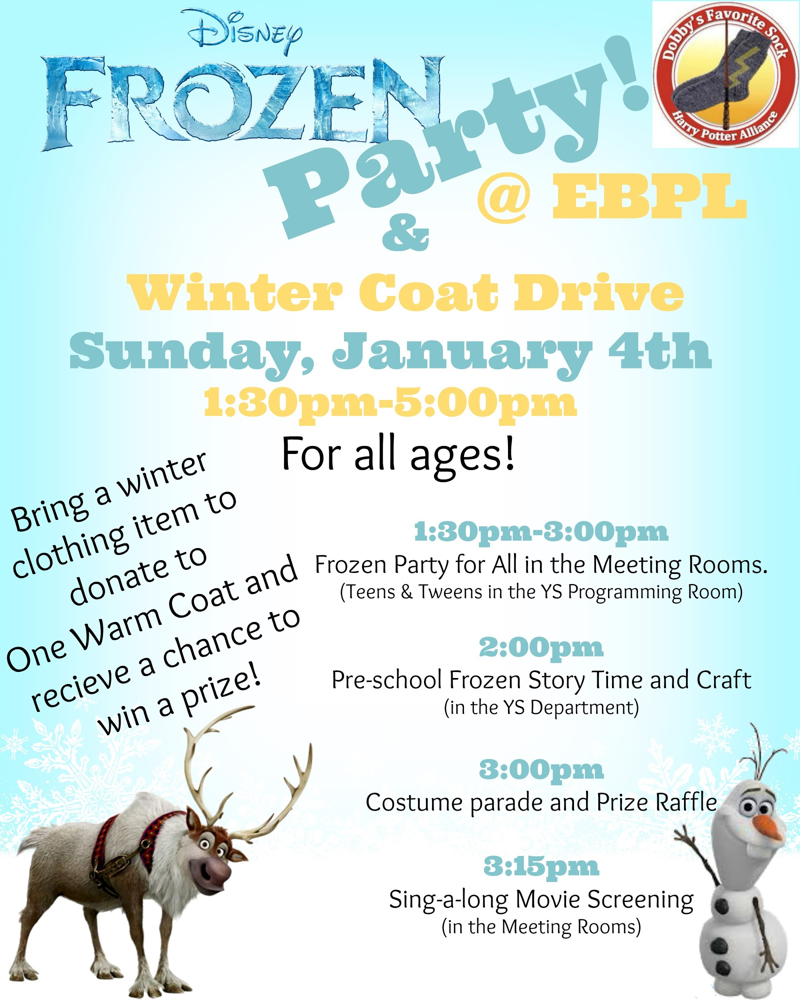 Disney
FROZEN
Party!
Dobby's Favorite Sock
Harry Potter Alliance
@ EBPL
&
Winter Coat Drive
Sunday, January 4th
1:30pm-5:00pm
For all ages!
Bring a winter
clothing item to
donate to
One Warm Coat and
recieve a chance to
win a prize!
1:30pm-3:00pm
Frozen Party for All in the Meeting Rooms.
(Teens & Tweens in the YS Programming Room)
2:00pm
Pre-school Frozen Story Time and Craft
(in the YS Department)
3:00pm
Costume parade and Prize Raffle
3:15pm
Sing-a-long Movie Screening
(in the Meeting Rooms)